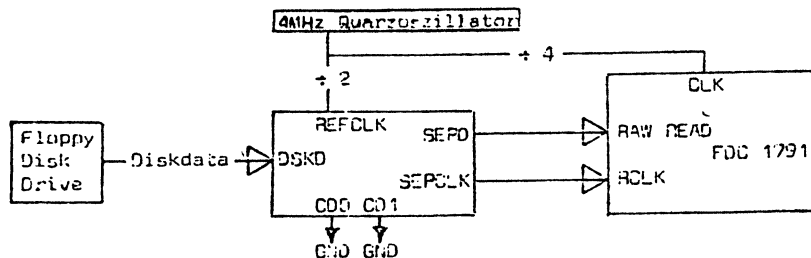 4MHz Quarzoszillator
÷ 4
÷ 2
CLK
REFCLK
SEPD
RAW READ
FDC 1791
Floppy
Disk
Drive
Diskdata
DSKD
SEPCLK
RCLK
CD0 CD1
GND GND